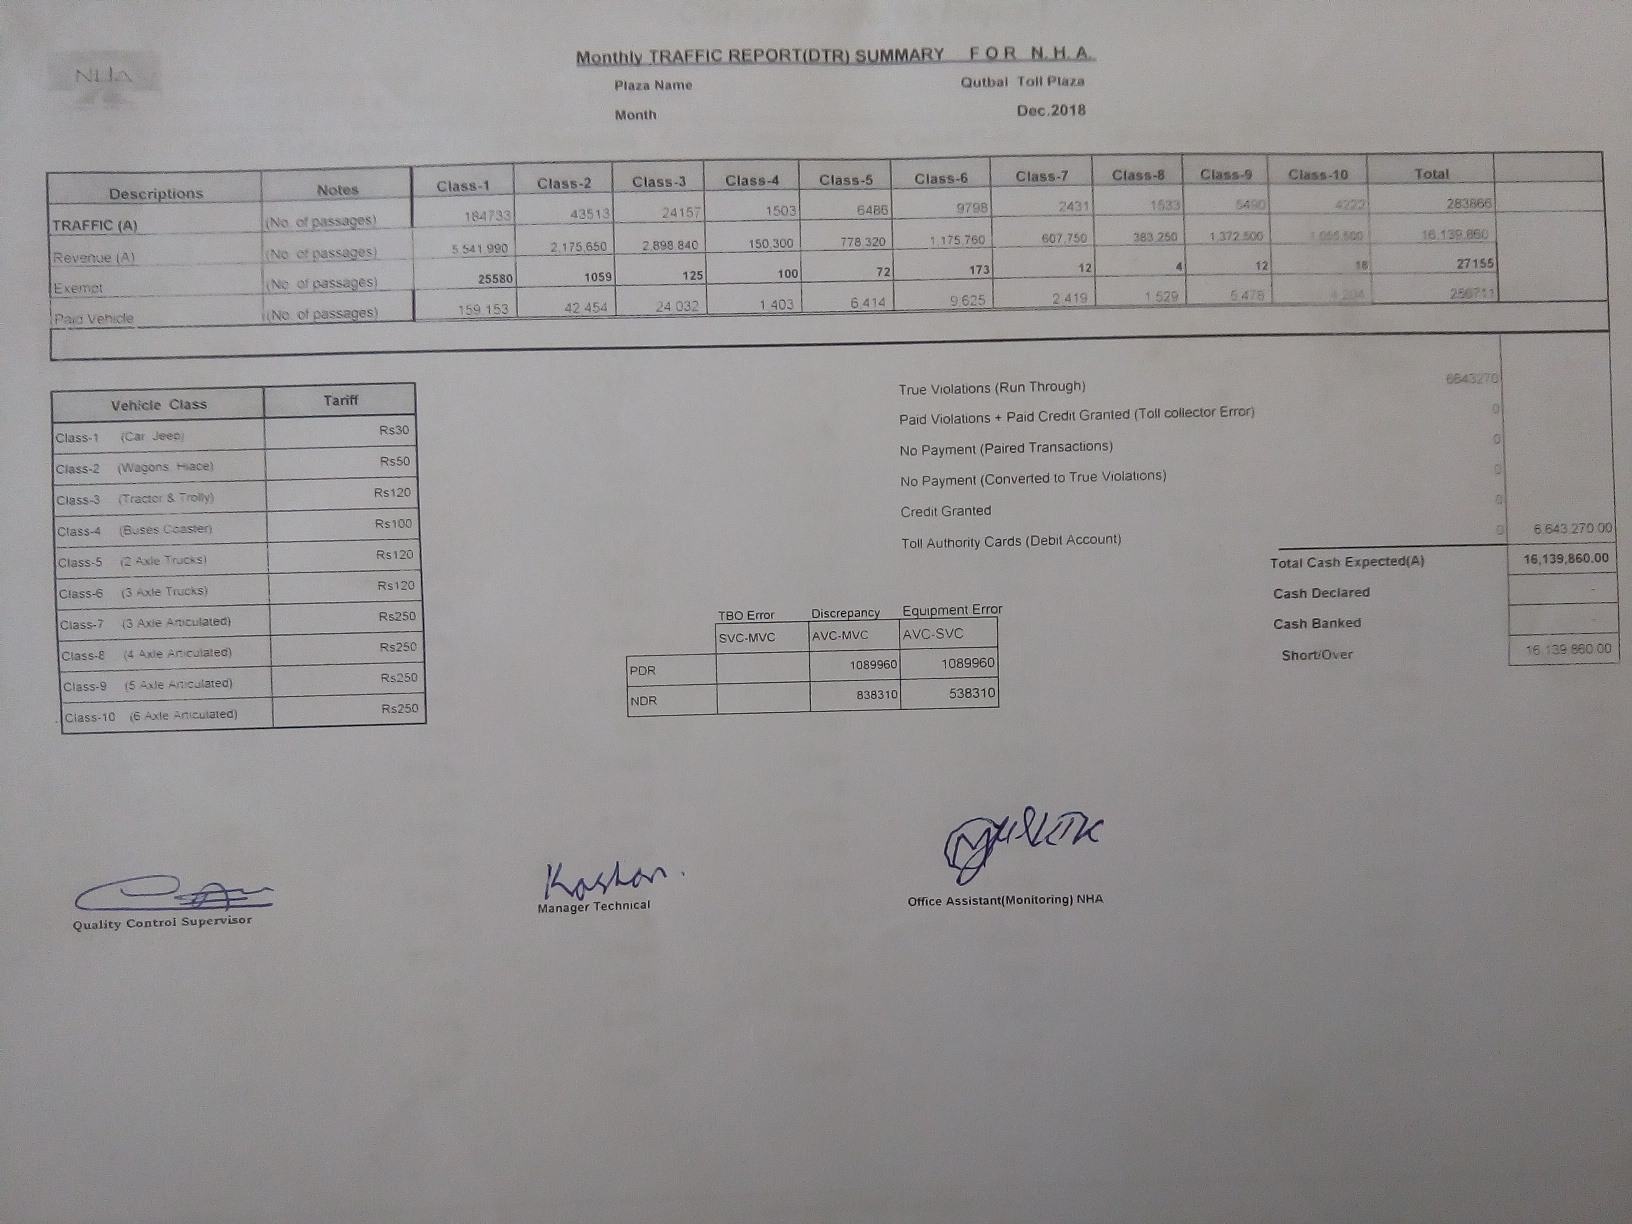 NHA
Monthly TRAFFIC REPORT(DTR) SUMMARY FOR N.H.A.
Plaza Name Qutbal Toll Plaza
Month Dec.2018
Descriptions Notes Class-1 Class-2 Class-3 Class-4 Class-5 Class-6 Class-7 Class-8 Class-9 Class-10 Total
TRAFFIC (A) (No. of passages) 184733 43513 24157 1503 6486 9798 2431 1533 5490 4222 283866
Revenue (A) (No. of passages) 5,541,990 2,175,650 2,898,840 150,300 778,320 1,175,760 607,750 383,250 1,372,500 1,055,500 16,139,860
Exempt (No. of passages) 25580 1059 125 100 72 173 12 4 12 18 27155
Paid Vehicle (No. of passages) 159,153 42,454 24,032 1,403 6,414 9,625 2,419 1,529 5,478 4,204 256711
Vehicle Class Tariff
Class-1 (Car Jeep) Rs30
Class-2 (Wagons, Hiace) Rs50
Class-3 (Tractor & Trolly) Rs120
Class-4 (Buses Coaster) Rs100
Class-5 (2 Axle Trucks) Rs120
Class-6 (3 Axle Trucks) Rs120
Class-7 (3 Axle Articulated) Rs250
Class-8 (4 Axle Articulated) Rs250
Class-9 (5 Axle Articulated) Rs250
Class-10 (6 Axle Articulated) Rs250
True Violations (Run Through) 6643270
Paid Violations + Paid Credit Granted (Toll collector Error) 0
No Payment (Paired Transactions) 0
No Payment (Converted to True Violations) 0
Credit Granted 0
Toll Authority Cards (Debit Account) 0 6,643,270.00
Total Cash Expected(A) 16,139,860.00
Cash Declared -
Cash Banked -
Short/Over 16,139,860.00
TBO Error Discrepancy Equipment Error
SVC-MVC AVC-MVC AVC-SVC
PDR 1089960 1089960
NDR 838310 538310
Kashan.
Quality Control Supervisor
Manager Technical
Office Assistant(Monitoring) NHA